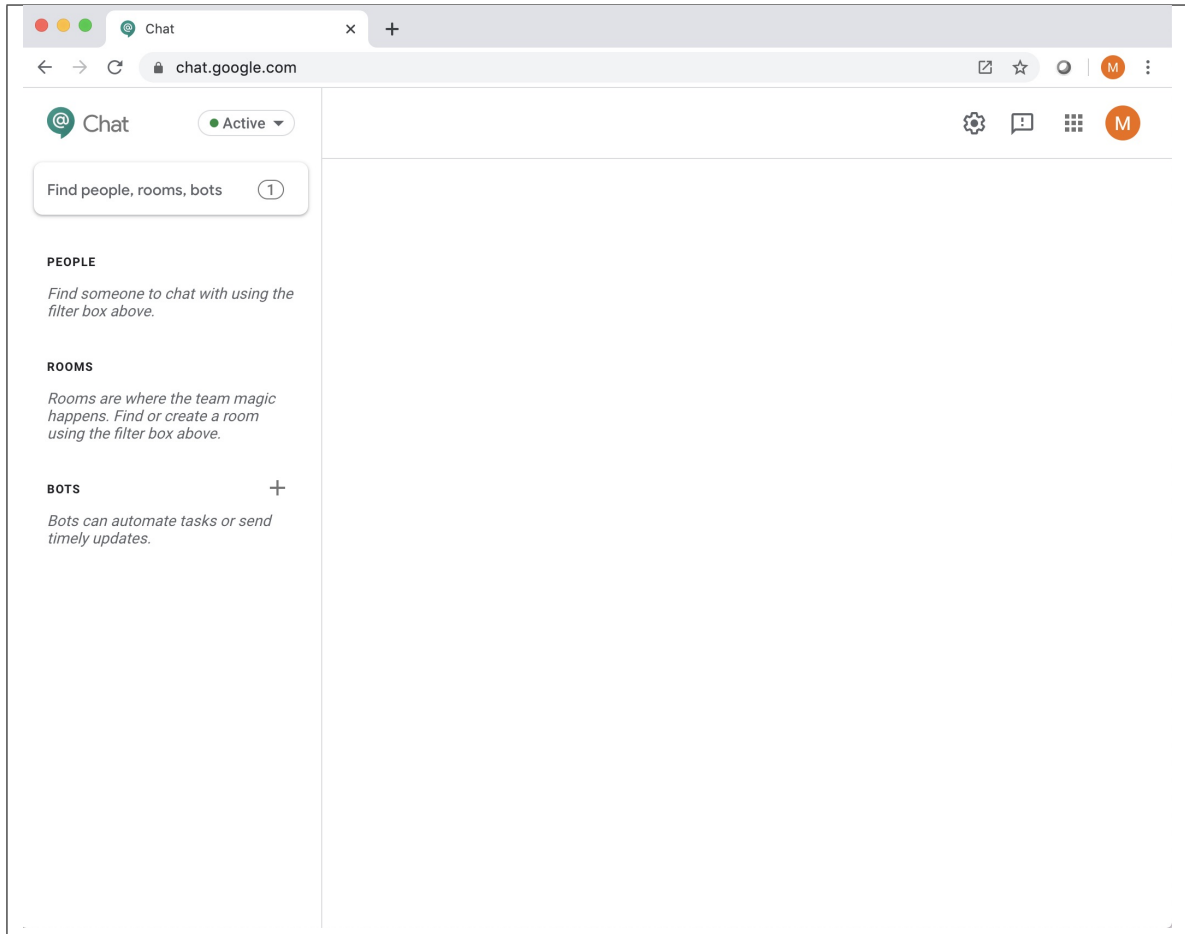 Chat
chat.google.com
M
Chat
Active
M
Find people, rooms, bots 1
PEOPLE
Find someone to chat with using the
filter box above.
ROOMS
Rooms are where the team magic
happens. Find or create a room
using the filter box above.
BOTS
Bots can automate tasks or send
timely updates.